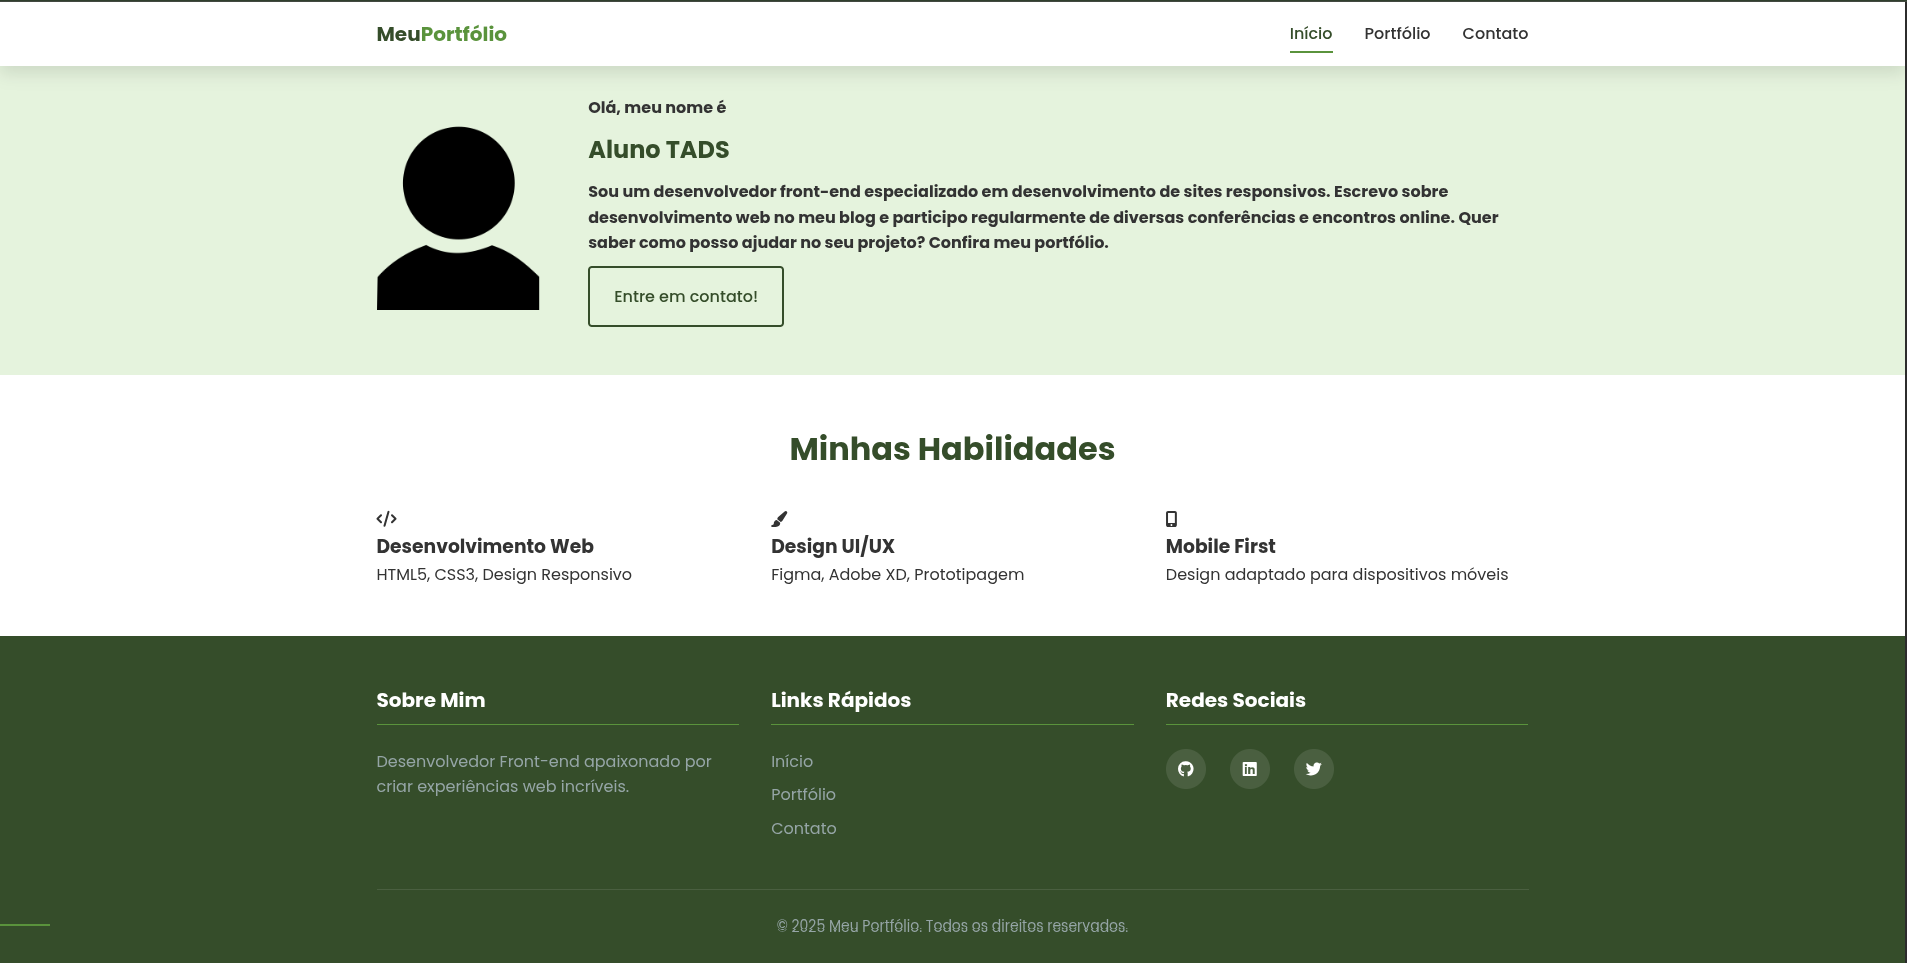 MeuPortfólio
Início Portfólio Contato
Olá, meu nome é
Aluno TADS
Sou um desenvolvedor front-end especializado em desenvolvimento de sites responsivos. Escrevo sobre
desenvolvimento web no meu blog e participo regularmente de diversas conferências e encontros online. Quer
saber como posso ajudar no seu projeto? Confira meu portfólio.
Entre em contato!
Minhas Habilidades
Desenvolvimento Web
HTML5, CSS3, Design Responsivo
Design UI/UX
Figma, Adobe XD, Prototipagem
Mobile First
Design adaptado para dispositivos móveis
Sobre Mim
Desenvolvedor Front-end apaixonado por
criar experiências web incríveis.
Links Rápidos
Início
Portfólio
Contato
Redes Sociais
© 2025 Meu Portfólio. Todos os direitos reservados.